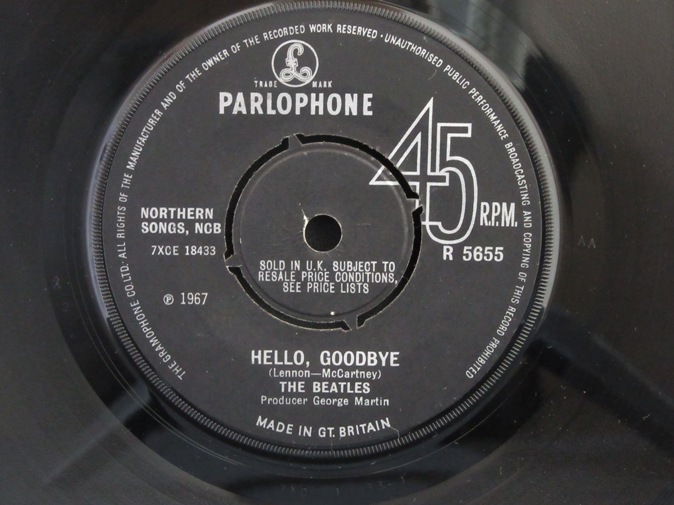 THE GRAMOPHONE CO. LTD. ALL RIGHTS OF THE MANUFACTURER AND OF THE OWNER OF THE RECORDED WORK RESERVED · UNAUTHORISED PUBLIC PERFORMANCE BROADCASTING AND COPYING OF THIS RECORD PROHIBITED
£
TRADE MARK
PARLOPHONE
45
R.P.M.
R 5655
NORTHERN
SONGS, NCB
7XCE 18433
SOLD IN U.K. SUBJECT TO
RESALE PRICE CONDITIONS,
SEE PRICE LISTS
℗ 1967
HELLO, GOODBYE
(Lennon—McCartney)
THE BEATLES
Producer George Martin
MADE IN GT. BRITAIN